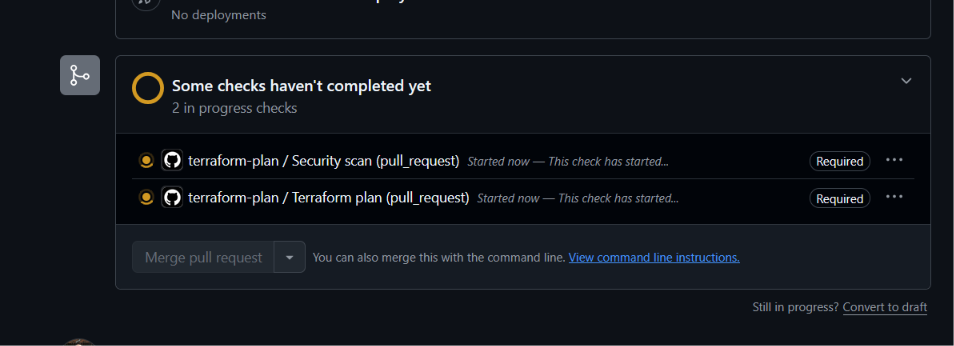 No deployments
Some checks haven't completed yet
2 in progress checks
terraform-plan / Security scan (pull_request) Started now — This check has started... Required
terraform-plan / Terraform plan (pull_request) Started now — This check has started... Required
Merge pull request You can also merge this with the command line. View command line instructions.
Still in progress? Convert to draft